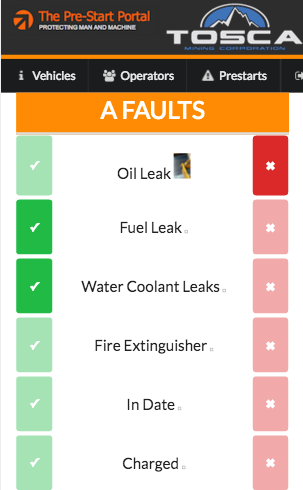 The Pre-Start Portal
PROTECTING MAN AND MACHINE
TOSCA
MINING CORPORATION
Vehicles
Operators
Prestarts
A FAULTS
Oil Leak
Fuel Leak
Water Coolant Leaks
Fire Extinguisher
In Date
Charged